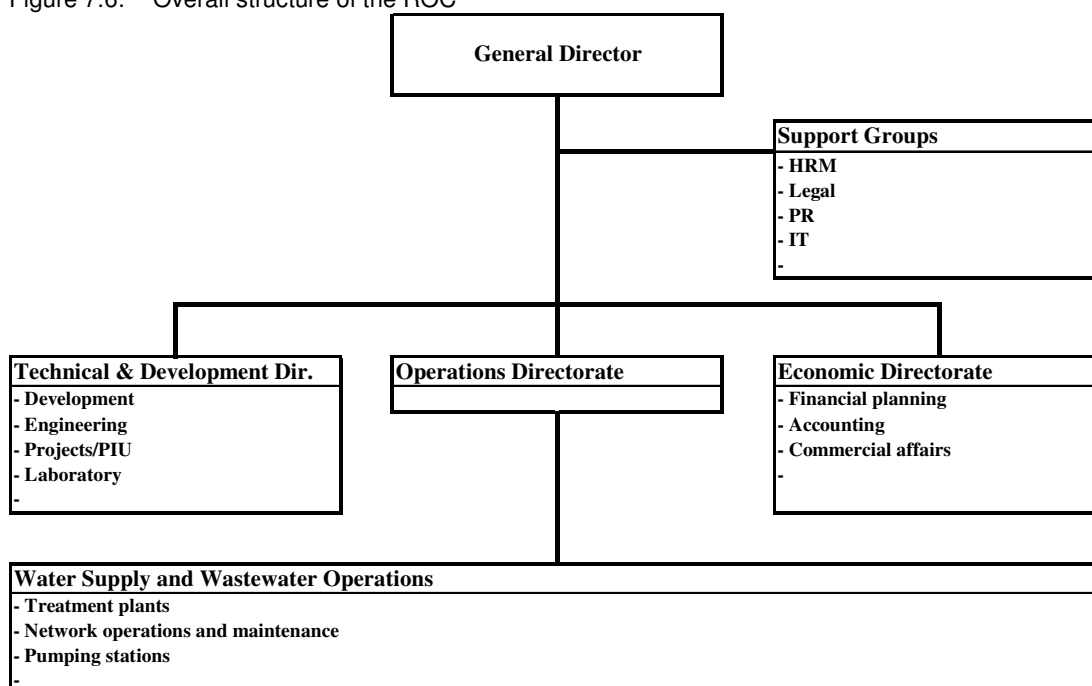 Figure 7.6. Overall structure of the ROC
General Director
Support Groups
- HRM
- Legal
- PR
- IT
-
Technical & Development Dir.
- Development
- Engineering
- Projects/PIU
- Laboratory
-
Operations Directorate
Economic Directorate
- Financial planning
- Accounting
- Commercial affairs
-
Water Supply and Wastewater Operations
- Treatment plants
- Network operations and maintenance
- Pumping stations
-